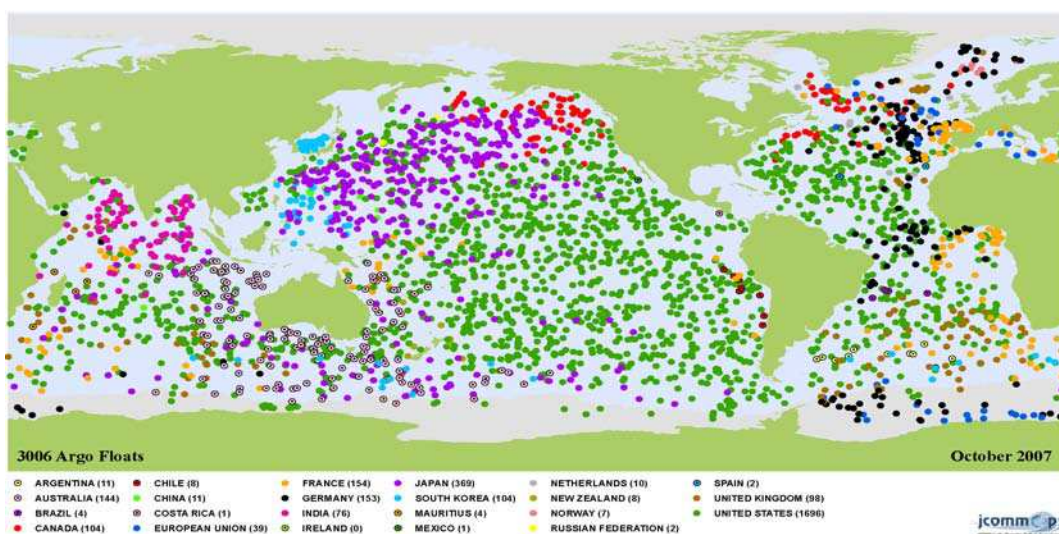 3006 Argo Floats
October 2007
ARGENTINA (11)
CHILE (8)
FRANCE (154)
JAPAN (369)
NETHERLANDS (10)
SPAIN (2)
AUSTRALIA (144)
CHINA (11)
GERMANY (153)
SOUTH KOREA (104)
NEW ZEALAND (8)
UNITED KINGDOM (98)
BRAZIL (4)
COSTA RICA (1)
INDIA (76)
MAURITIUS (4)
NORWAY (7)
UNITED STATES (1696)
CANADA (104)
EUROPEAN UNION (39)
IRELAND (0)
MEXICO (1)
RUSSIAN FEDERATION (2)
jcommops